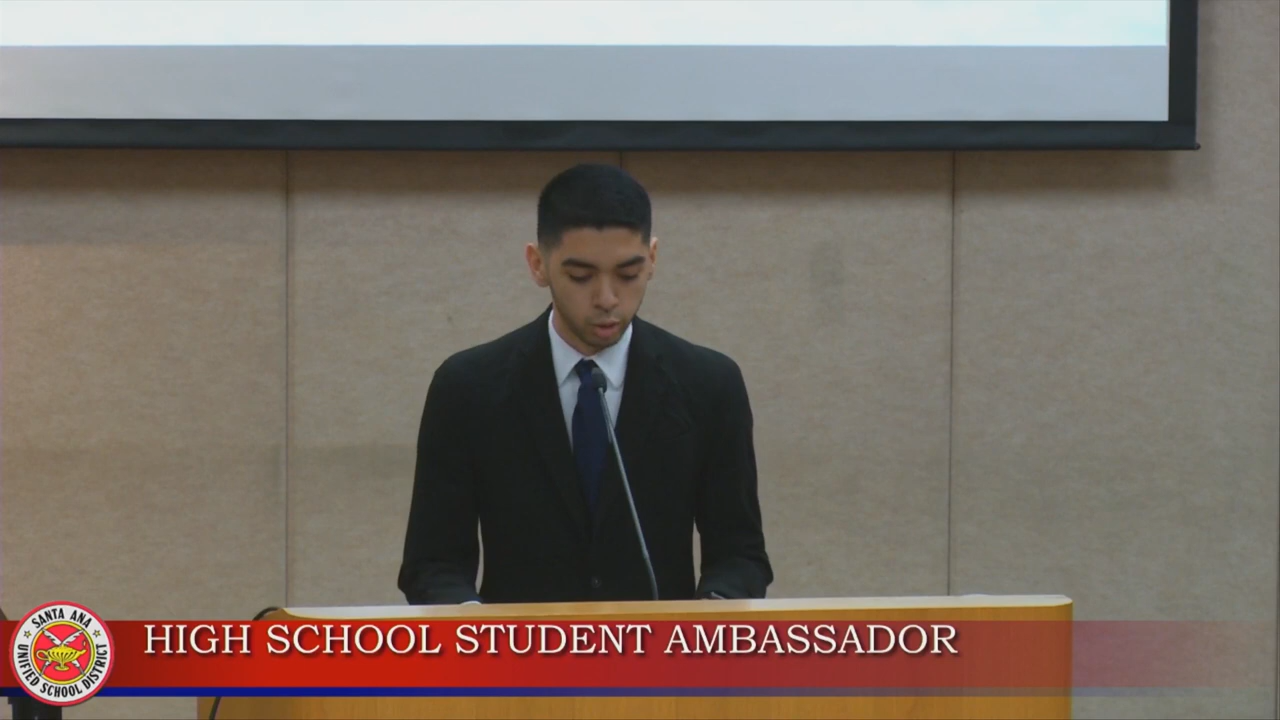 HIGH SCHOOL STUDENT AMBASSADOR
SANTA ANA
UNIFIED SCHOOL DISTRICT